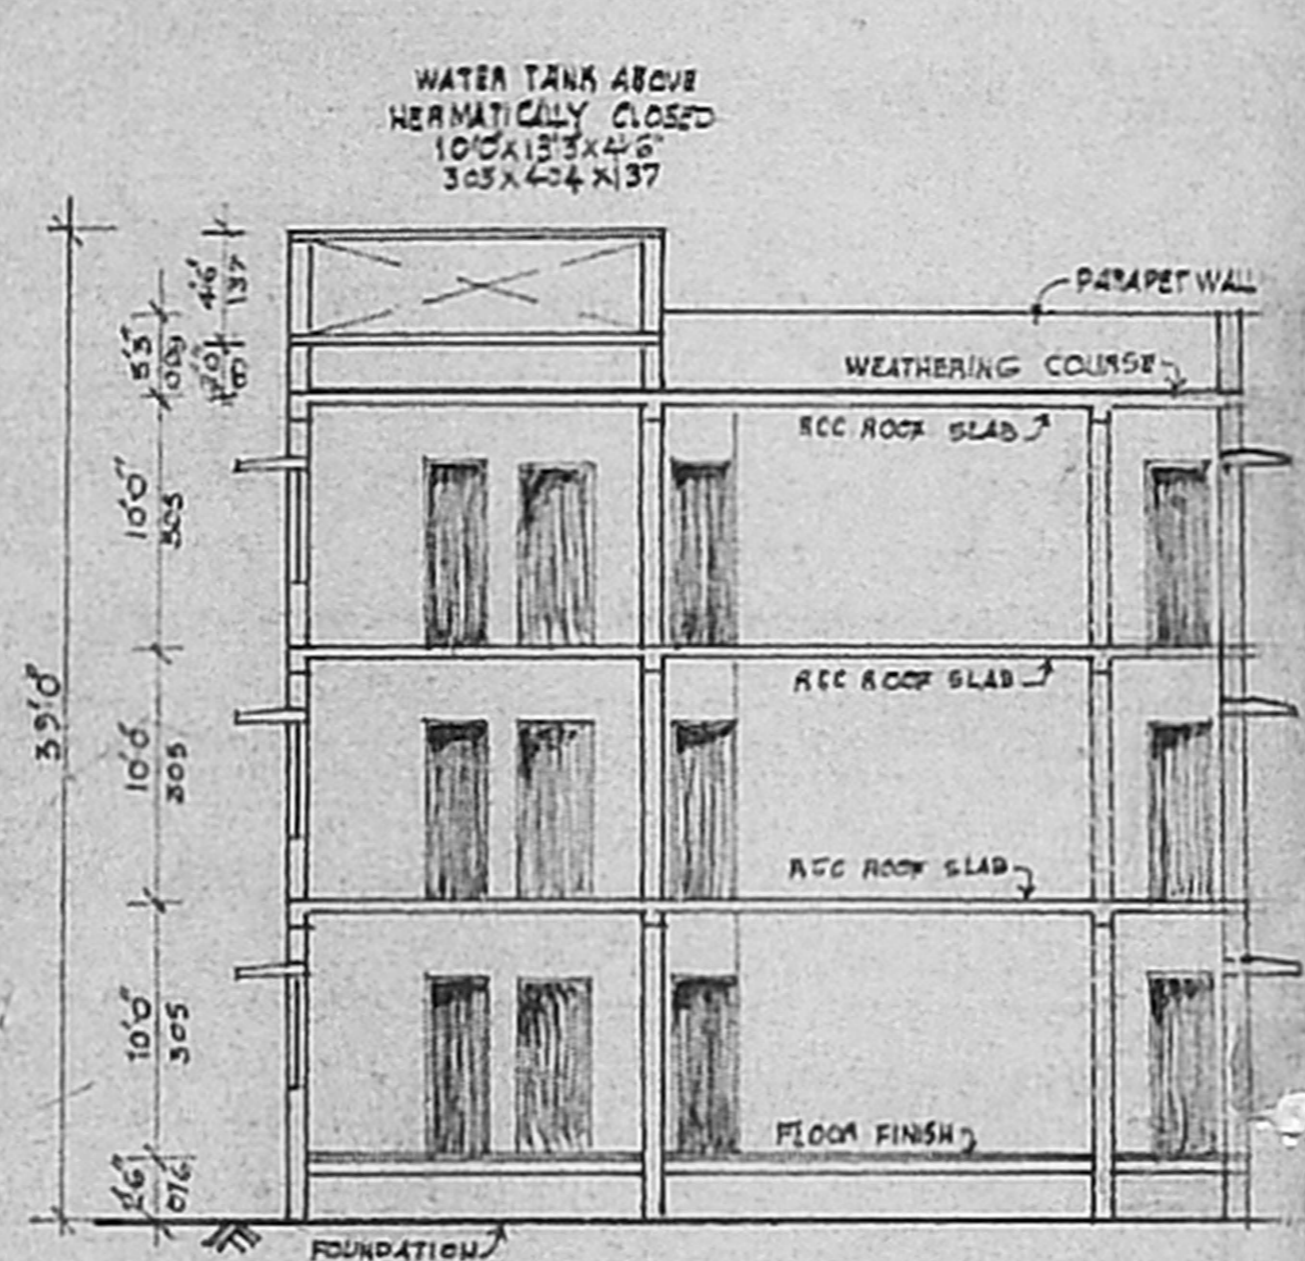 WATER TANK ABOVE
HERMATICALLY CLOSED
10'0"x13'3"x4'6"
305x404x137
PARAPET WALL
WEATHERING COURSE
RCC ROOF SLAB
RCC ROOF SLAB
RCC ROOF SLAB
FLOOR FINISH
FOUNDATION
39'0"
4'6"
137
3'3"
10'0"
305
10'0"
305
10'0"
305
2'6"
076